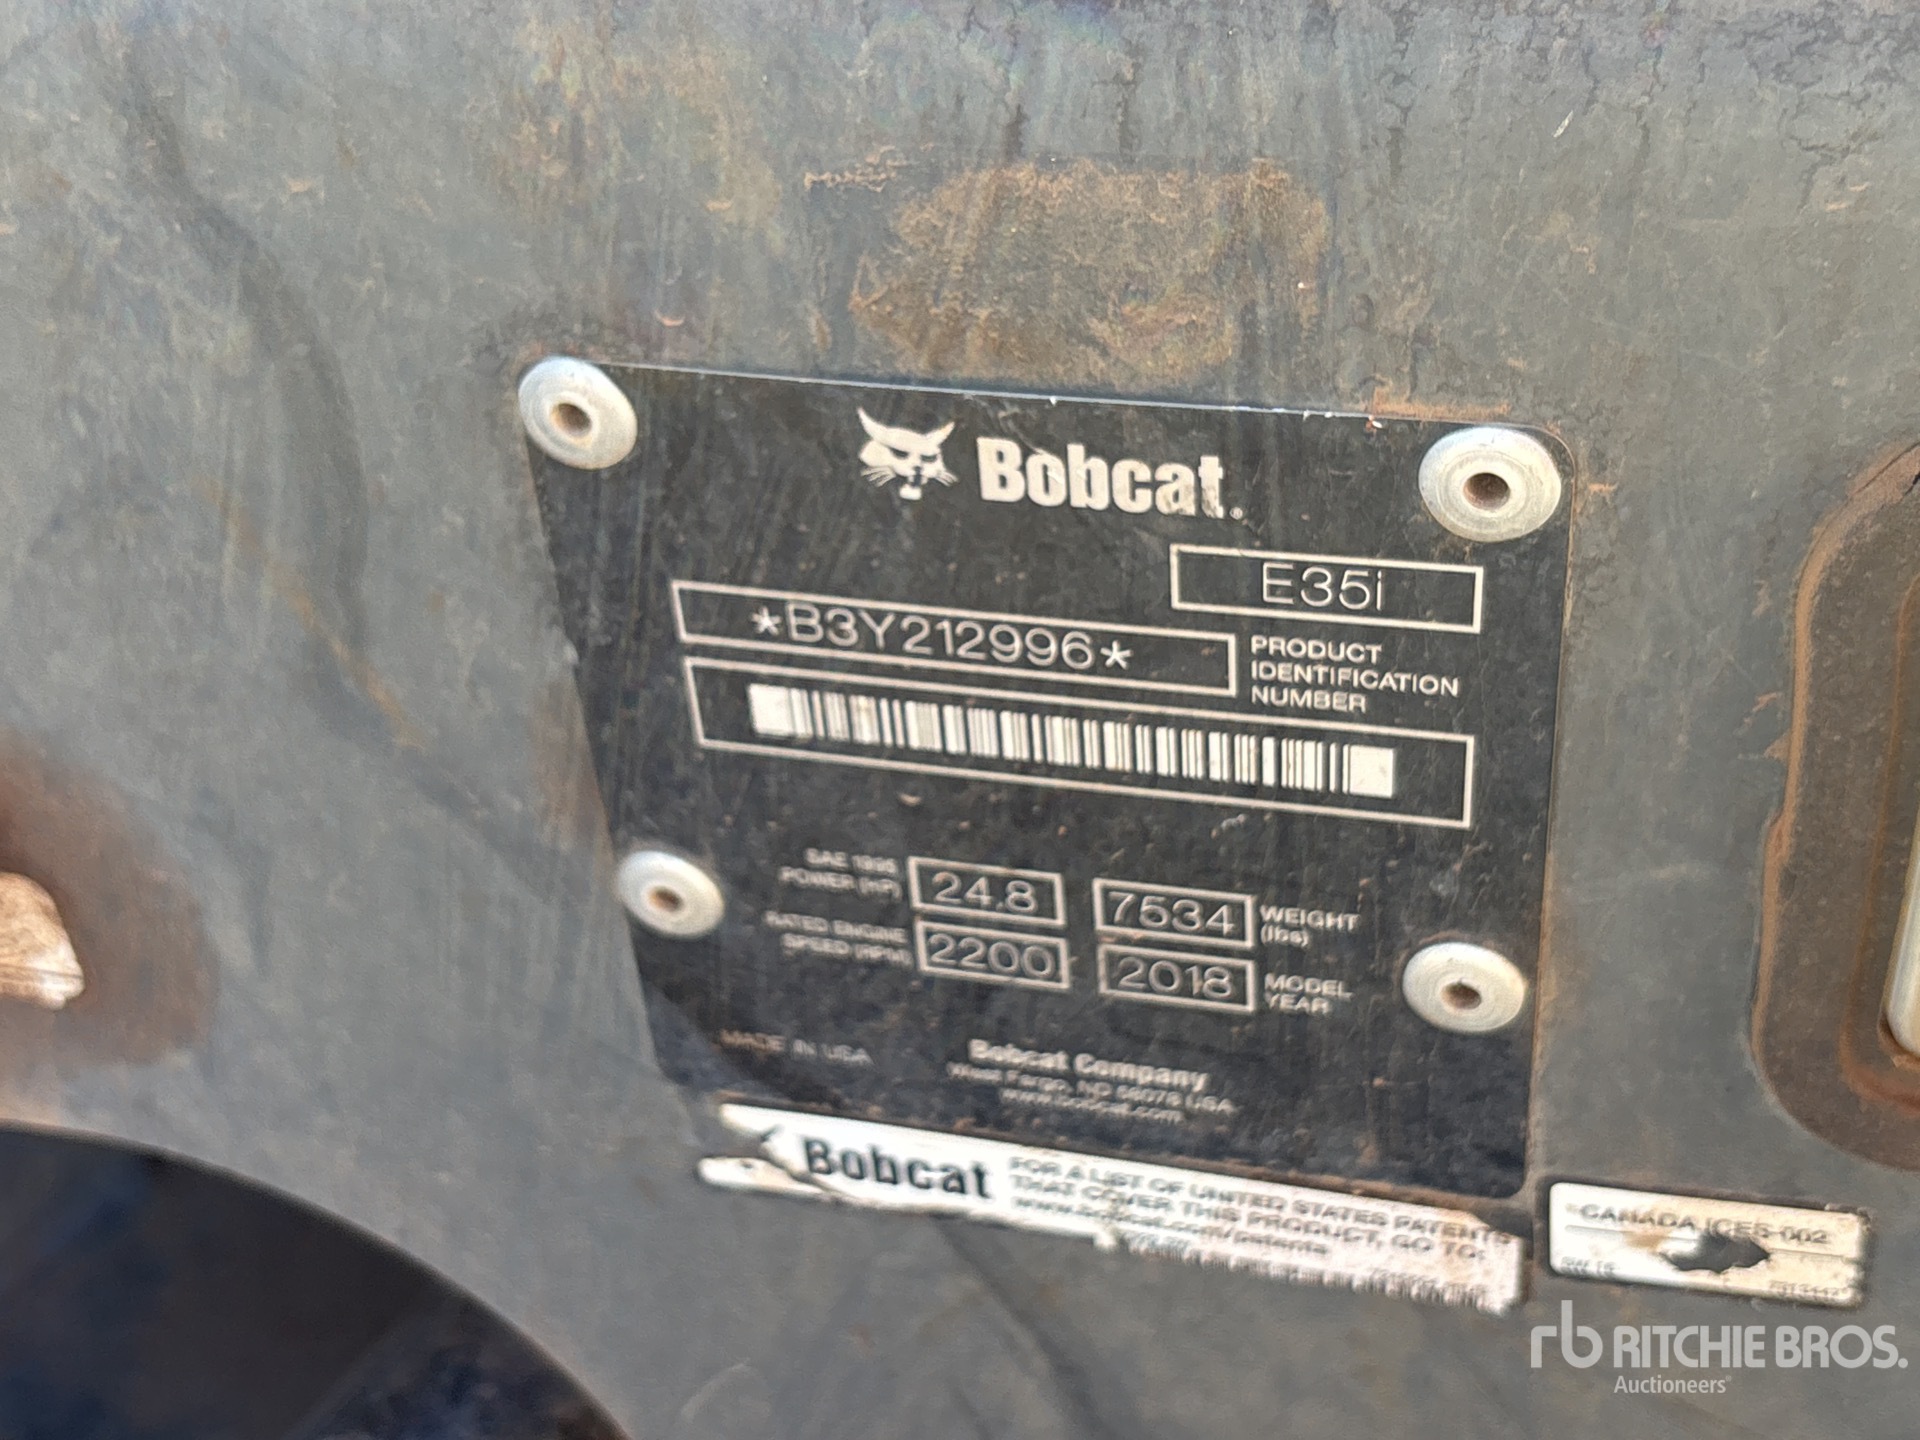 Bobcat®
E35i
*B3Y212996*
PRODUCT
IDENTIFICATION
NUMBER
SAE 1995
POWER (HP)
24.8
7534
WEIGHT
(lbs)
RATED ENGINE
SPEED (RPM)
2200
2018
MODEL
YEAR
MADE IN USA
Bobcat Company
West Fargo, ND 58078 USA
www.bobcat.com
Bobcat
FOR A LIST OF UNITED STATES PATENTS
THAT COVER THIS PRODUCT, GO TO:
www.bobcat.com/patents
CANADA ICES-002
rb RITCHIE BROS.
Auctioneers